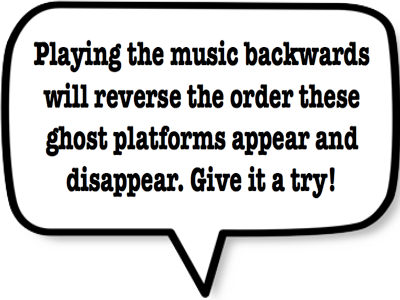 Playing the music backwards
will reverse the order these
ghost platforms appear and
disappear. Give it a try!